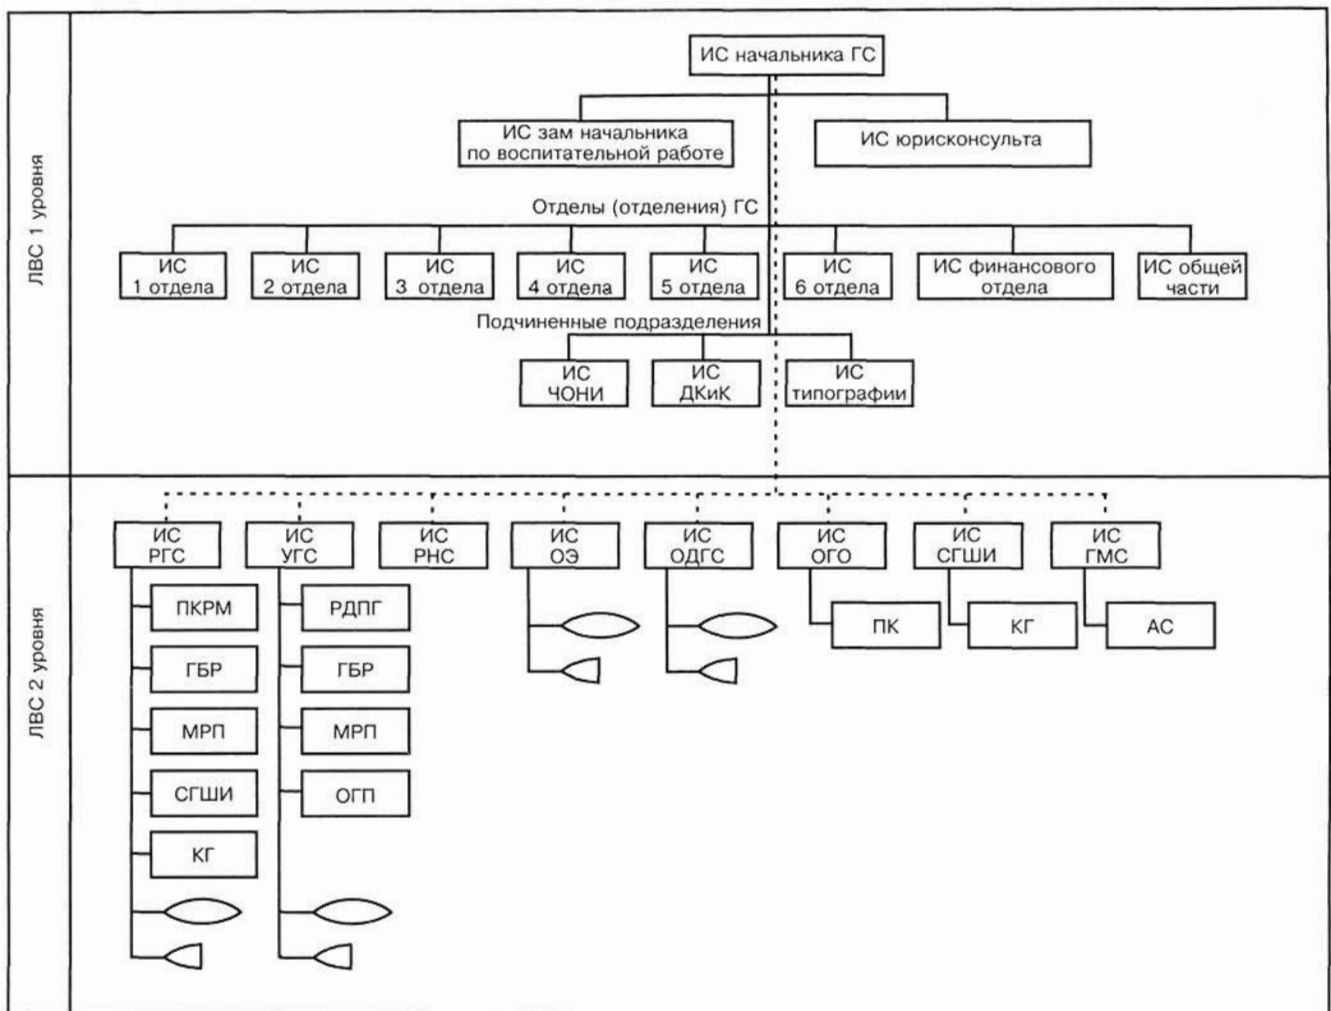 ЛВС 1 уровня
ИС начальника ГС
ИС зам начальника
по воспитательной работе
ИС юрисконсульта
Отделы (отделения) ГС
ИС
1 отдела
ИС
2 отдела
ИС
3 отдела
ИС
4 отдела
ИС
5 отдела
ИС
6 отдела
ИС финансового
отдела
ИС общей
части
Подчиненные подразделения
ИС
ЧОНИ
ИС
ДКиК
ИС
типографии
ЛВС 2 уровня
ИС
РГС
ИС
УГС
ИС
РНС
ИС
ОЭ
ИС
ОДГС
ИС
ОГО
ИС
СГШИ
ИС
ГМС
ПКРМ
ГБР
МРП
СГШИ
КГ
РДПГ
ГБР
МРП
ОГП
ПК
КГ
АС